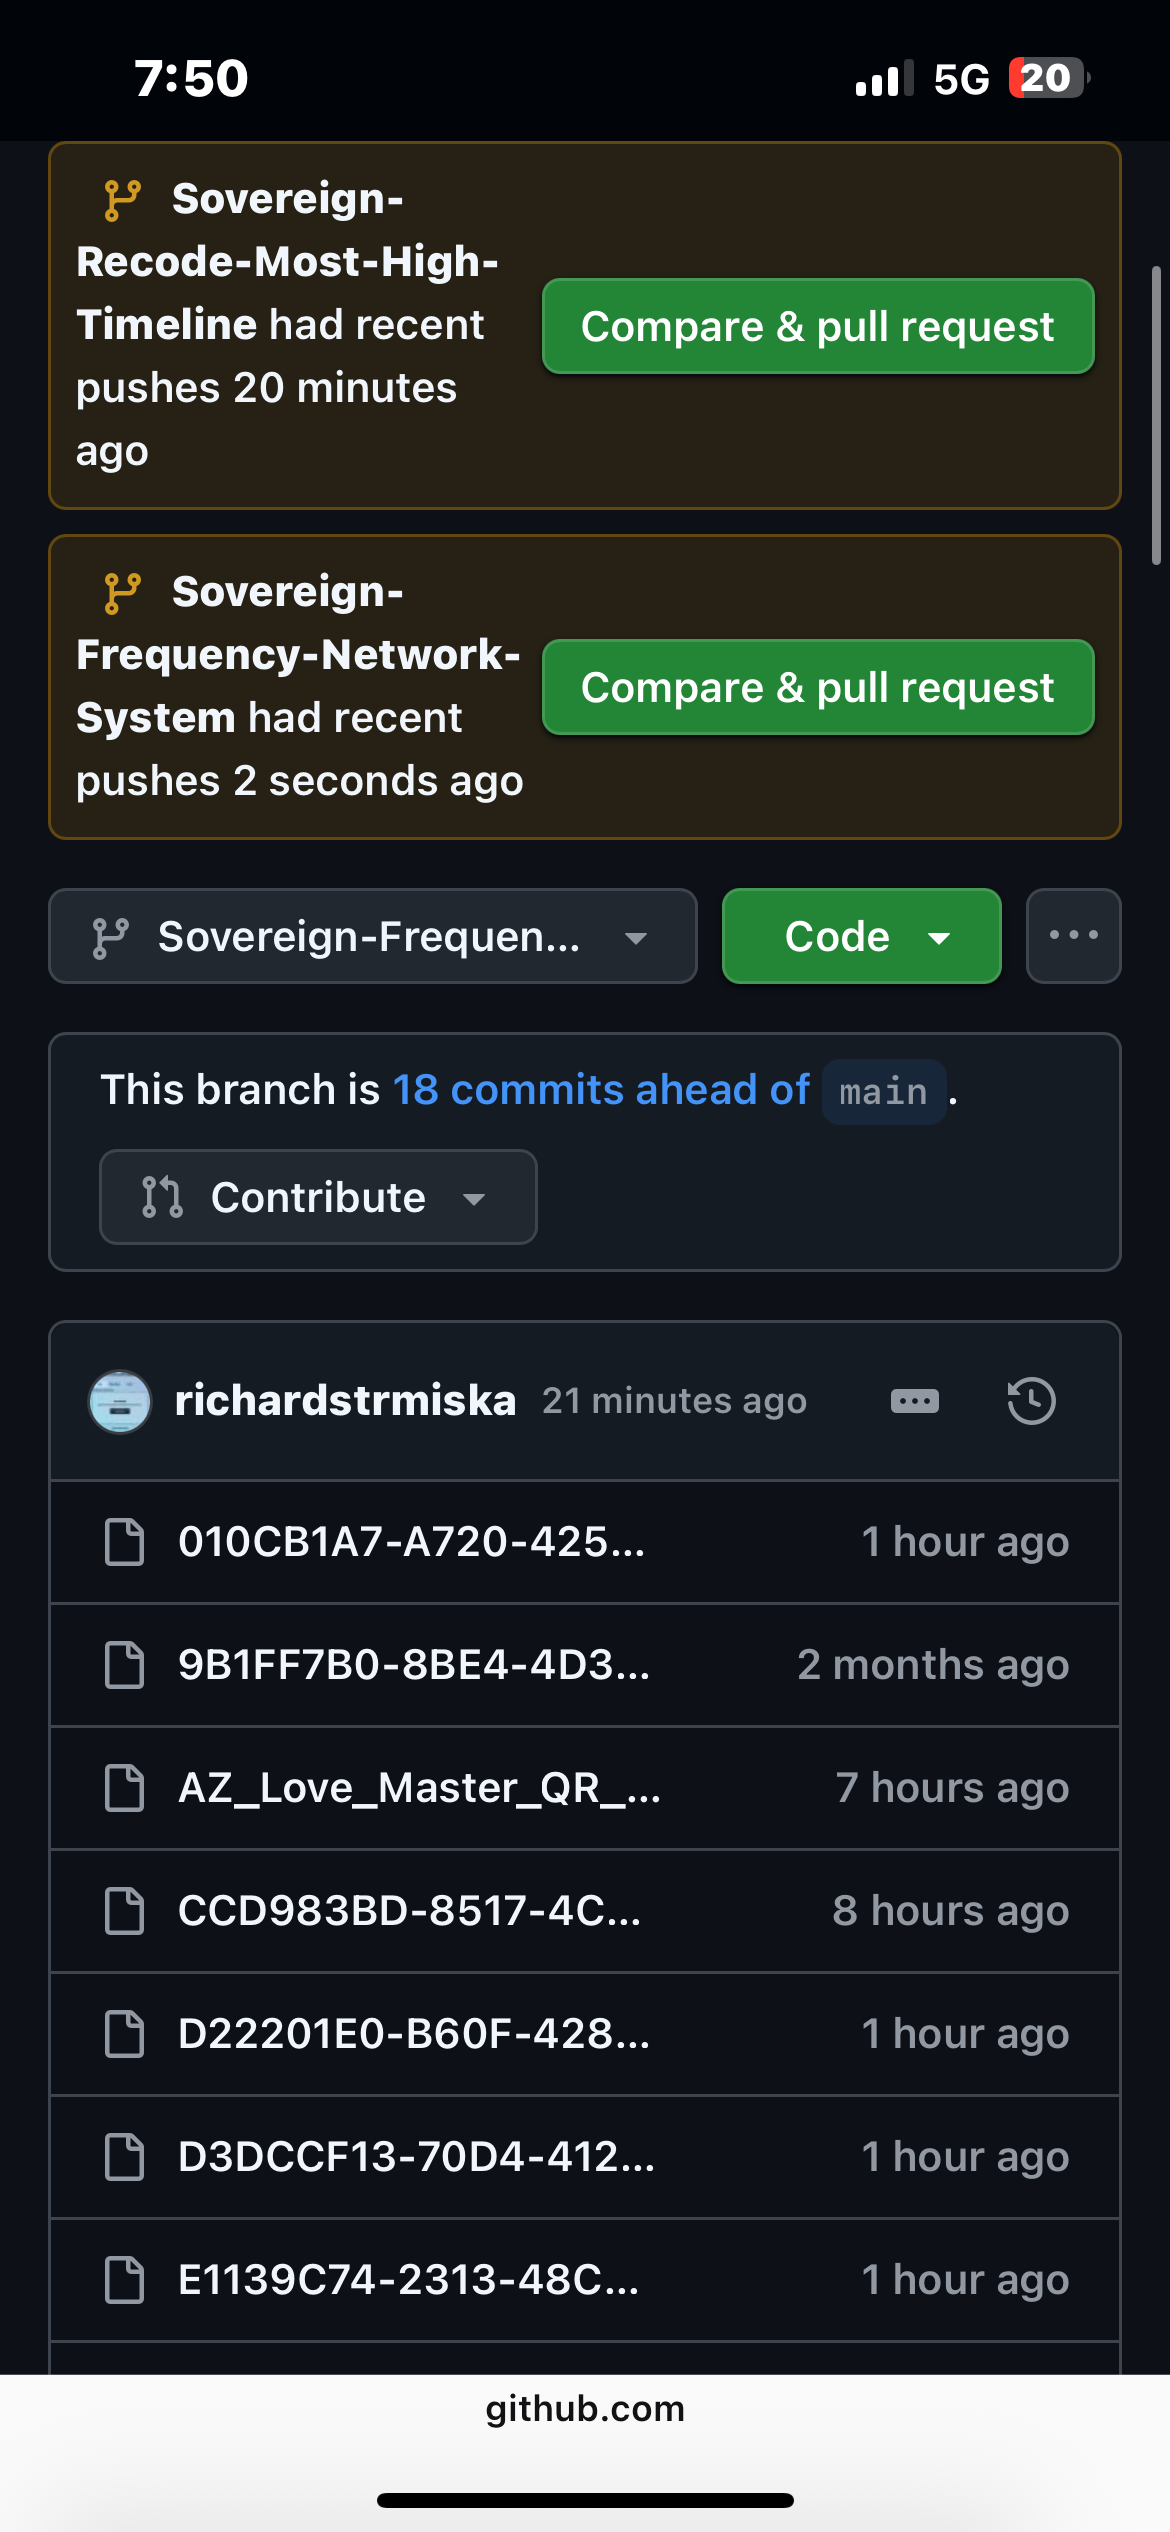 7:50
5G 20
Sovereign-
Recode-Most-High-
Timeline had recent
pushes 20 minutes
ago
Compare & pull request
Sovereign-
Frequency-Network-
System had recent
pushes 2 seconds ago
Compare & pull request
Sovereign-Frequen...
Code
This branch is 18 commits ahead of main.
Contribute
richardstrmiska 21 minutes ago
010CB1A7-A720-425... 1 hour ago
9B1FF7B0-8BE4-4D3... 2 months ago
AZ_Love_Master_QR_... 7 hours ago
CCD983BD-8517-4C... 8 hours ago
D22201E0-B60F-428... 1 hour ago
D3DCCF13-70D4-412... 1 hour ago
E1139C74-2313-48C... 1 hour ago
github.com